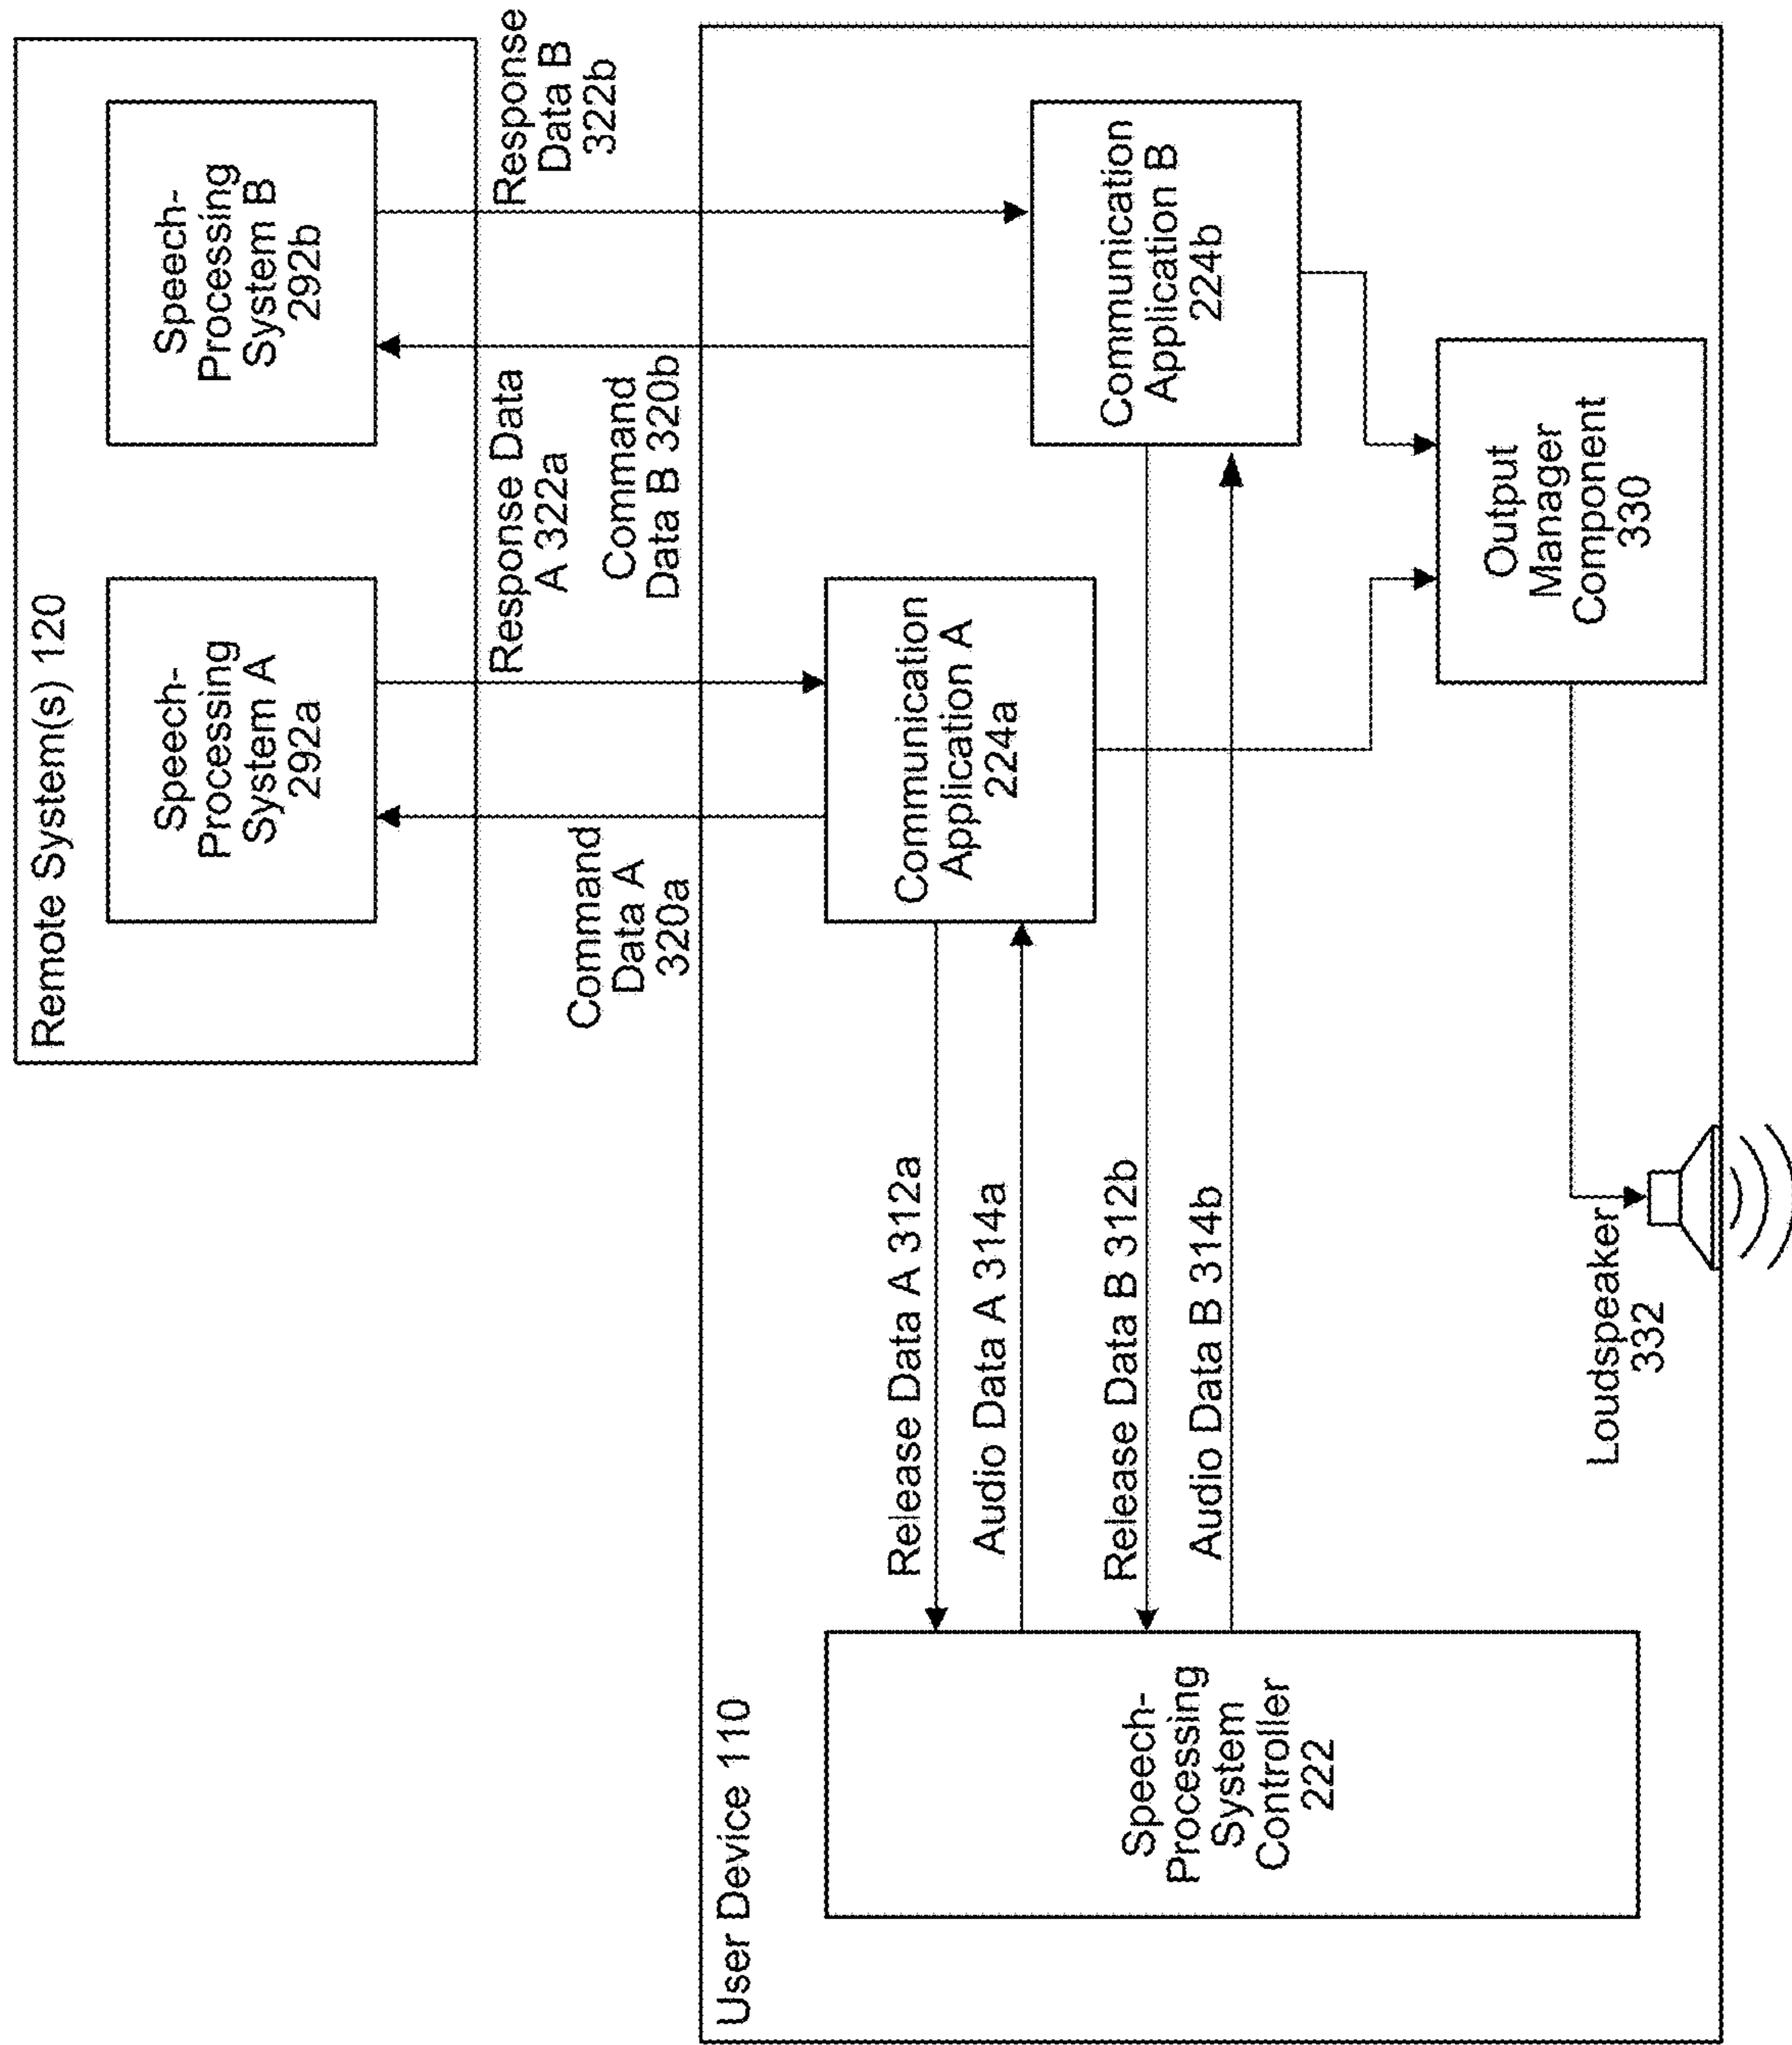 Remote System(s) 120
Speech-
Processing
System A
292a
Speech-
Processing
System B
292b
Command
Data A
320a
Response Data
A 322a
Command
Data B 320b
Response
Data B
322b
User Device 110
Speech-
Processing
System
Controller
222
Release Data A 312a
Audio Data A 314a
Release Data B 312b
Audio Data B 314b
Communication
Application A
224a
Communication
Application B
224b
Output
Manager
Component
330
Loudspeaker
332